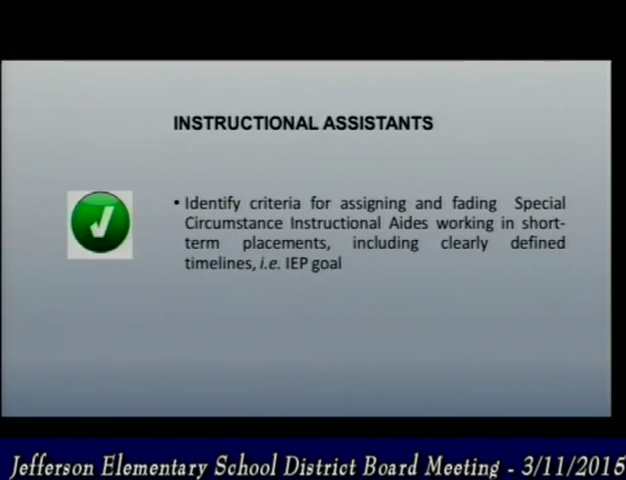 INSTRUCTIONAL ASSISTANTS
• Identify criteria for assigning and fading Special
Circumstance Instructional Aides working in short-
term placements, including clearly defined
timelines, i.e. IEP goal
Jefferson Elementary School District Board Meeting - 3/11/2015